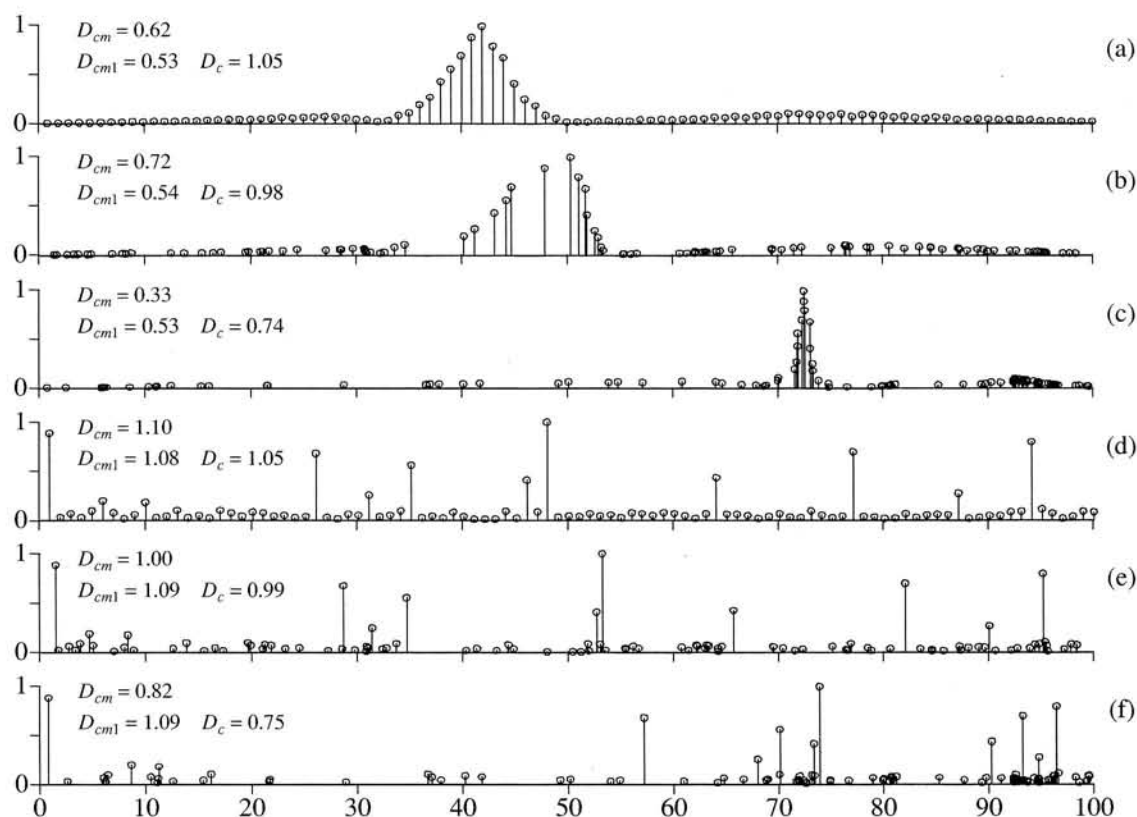 1
D_cm = 0.62
D_cm1 = 0.53 D_c = 1.05
(a)
0
1
D_cm = 0.72
D_cm1 = 0.54 D_c = 0.98
(b)
0
1
D_cm = 0.33
D_cm1 = 0.53 D_c = 0.74
(c)
0
1
D_cm = 1.10
D_cm1 = 1.08 D_c = 1.05
(d)
0
1
D_cm = 1.00
D_cm1 = 1.09 D_c = 0.99
(e)
0
1
D_cm = 0.82
D_cm1 = 1.09 D_c = 0.75
(f)
0
0 10 20 30 40 50 60 70 80 90 100